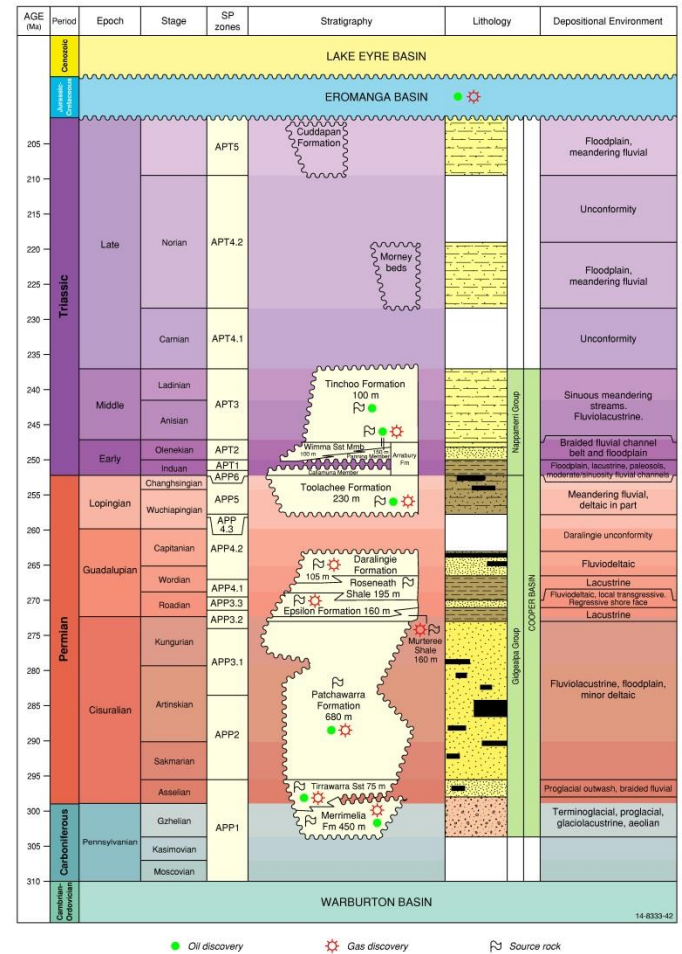 AGE (Ma)
Period
Epoch
Stage
SP zones
Stratigraphy
Lithology
Depositional Environment
Cenozoic
LAKE EYRE BASIN
Jurassic-Cretaceous
EROMANGA BASIN
205
210
215
220
225
230
235
240
245
250
255
260
265
270
275
280
285
290
295
300
305
310
Triassic
Permian
Carboniferous
Cambrian-Ordovician
Late
Middle
Early
Lopingian
Guadalupian
Cisuralian
Pennsylvanian
Norian
Carnian
Ladinian
Anisian
Olenekian
Induan
Changhsingian
Wuchiapingian
Capitanian
Wordian
Roadian
Kungurian
Artinskian
Sakmarian
Asselian
Gzhelian
Kasimovian
Moscovian
APT5
APT4.2
APT4.1
APT3
APT2
APT1
APP6
APP5
APP 4.3
APP4.2
APP4.1
APP3.3
APP3.2
APP3.1
APP2
APP1
Cuddapan
Formation
Morney
beds
Tinchoo Formation
100 m
Wimma Sst Mmb
100 m
150 m
Panning Member
Arrabury
Fm
Callamurra Member
Toolachee Formation
230 m
Daralingie
Formation
105 m
Roseneath
Shale 195 m
Epsilon Formation 160 m
Murteree
Shale
160 m
Patchawarra
Formation
680 m
Tirrawarra Sst 75 m
Merrimelia
Fm 450 m
Nappamerri Group
Gidgealpa Group
COOPER BASIN
Floodplain,
meandering fluvial
Unconformity
Floodplain,
meandering fluvial
Unconformity
Sinuous meandering
streams.
Fluviolacustrine.
Braided fluvial channel
belt and floodplain
Floodplain, lacustrine, paleosols,
moderate/sinuosity fluvial channels
Meandering fluvial,
deltaic in part
Daralingie unconformity
Fluviodeltaic
Lacustrine
Fluviodeltaic, local transgressive.
Regressive shore face
Lacustrine
Fluviolacustrine, floodplain,
minor deltaic
Proglacial outwash, braided fluvial
Terminoglacial, proglacial,
glaciolacustrine, aeolian
WARBURTON BASIN
14-8333-42
Oil discovery
Gas discovery
Source rock